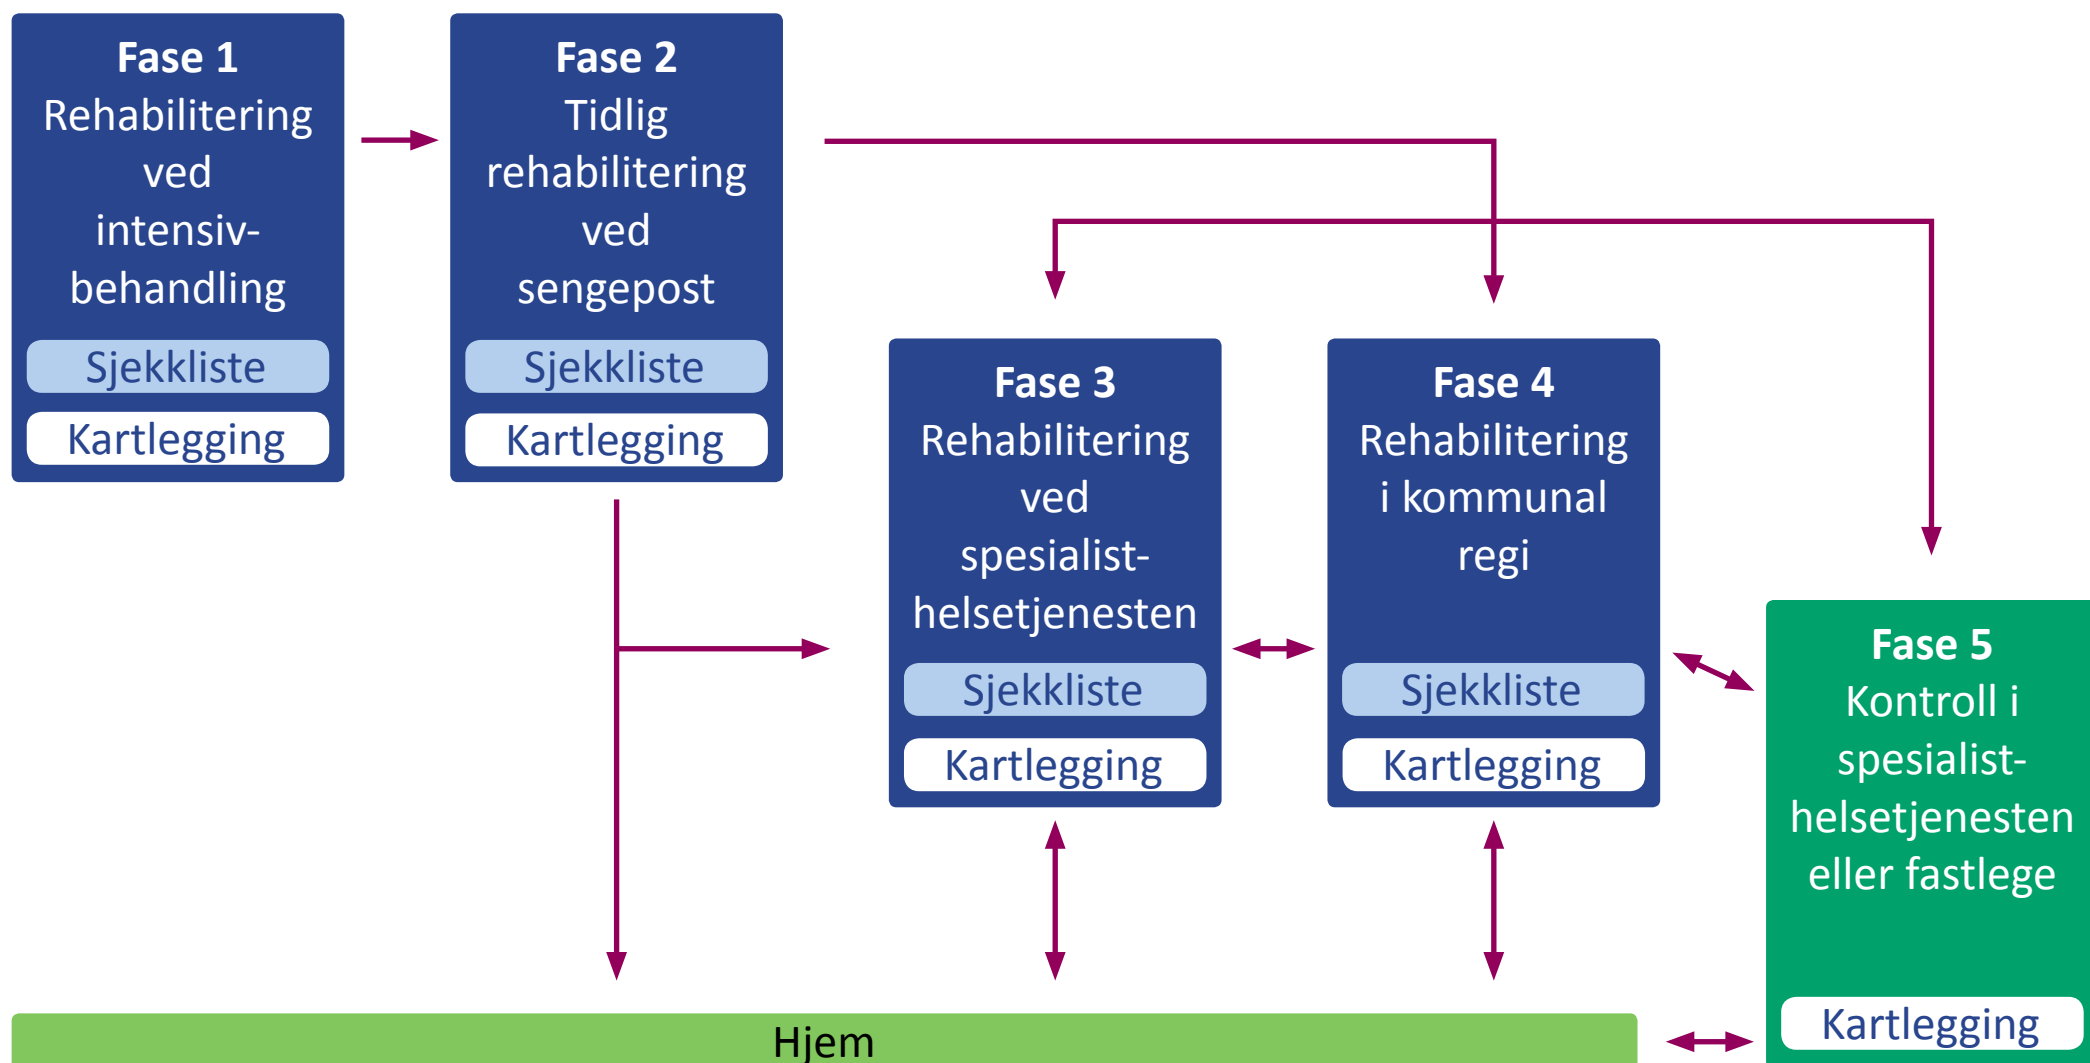 Fase 1
Rehabilitering
ved
intensiv-
behandling
Sjekkliste
Kartlegging
Fase 2
Tidlig
rehabilitering
ved
sengepost
Sjekkliste
Kartlegging
Fase 3
Rehabilitering
ved
spesialist-
helsetjenesten
Sjekkliste
Kartlegging
Fase 4
Rehabilitering
i kommunal
regi
Sjekkliste
Kartlegging
Fase 5
Kontroll i
spesialist-
helsetjenesten
eller fastlege
Kartlegging
Hjem